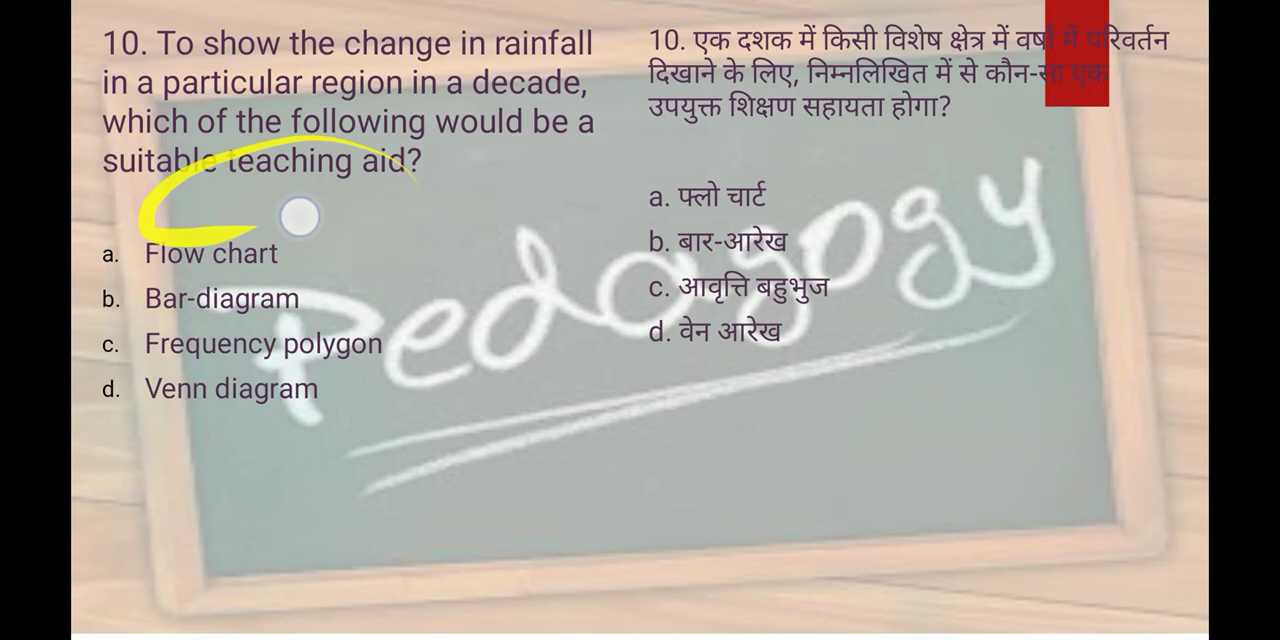 10. To show the change in rainfall
in a particular region in a decade,
which of the following would be a
suitable teaching aid?
a. Flow chart
b. Bar-diagram
c. Frequency polygon
d. Venn diagram
10. एक दशक में किसी विशेष क्षेत्र में वर्षा में परिवर्तन
दिखाने के लिए, निम्नलिखित में से कौन-सा एक
उपयुक्त शिक्षण सहायता होगा?
a. फ्लो चार्ट
b. बार-आरेख
c. आवृत्ति बहुभुज
d. वेन आरेख
Pedagogy